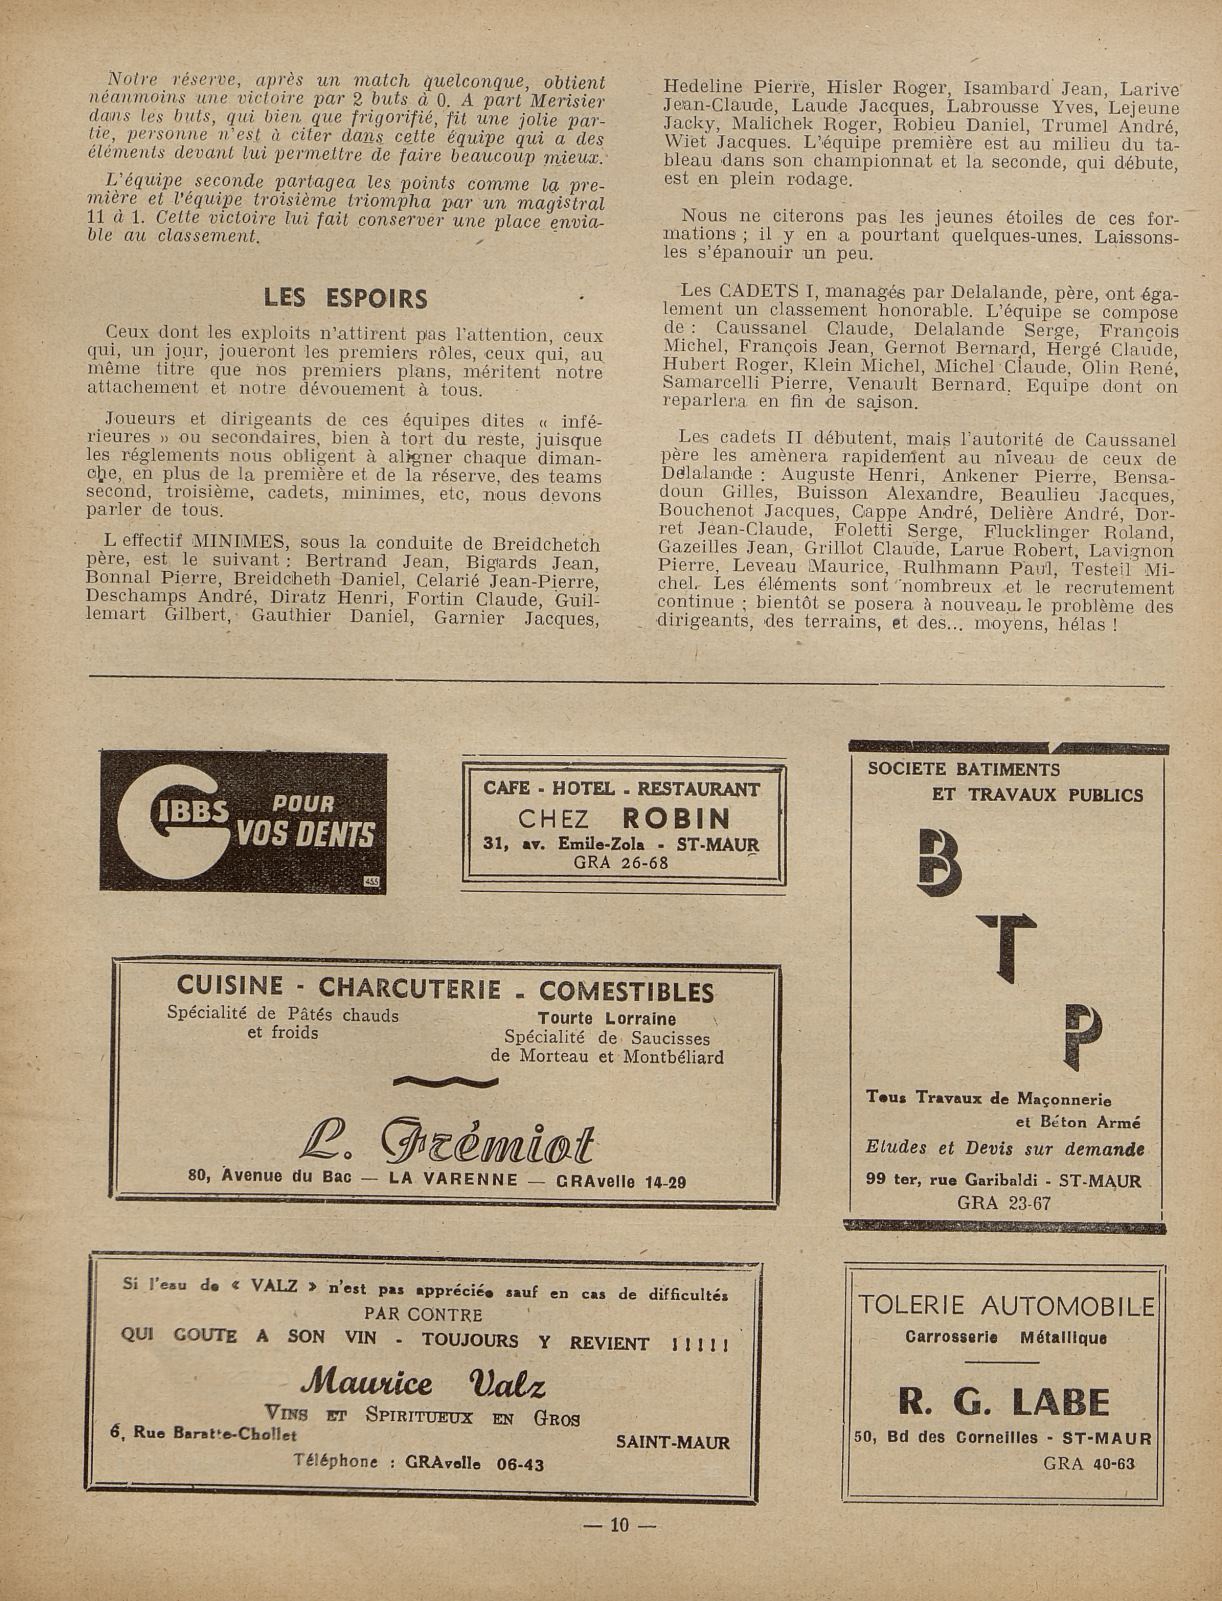 Notre réserve, après un match quelconque, obtient
néanmoins une victoire par 2 buts à 0. A part Merisier
dans les buts, qui bien que frigorifié, fit une jolie par-
tie, personne n'est à citer dans cette équipe qui a des
éléments devant lui permettre de faire beaucoup mieux.
L'équipe seconde partagea les points comme la pre-
mière et l'équipe troisième triompha par un magistral
11 à 1. Cette victoire lui fait conserver une place envia-
ble au classement.
LES ESPOIRS
Ceux dont les exploits n'attirent pas l'attention, ceux
qui, un jour, joueront les premiers rôles, ceux qui, au
même titre que nos premiers plans, méritent notre
attachement et notre dévouement à tous.
Joueurs et dirigeants de ces équipes dites « infé-
rieures » ou secondaires, bien à tort du reste, juisque
les réglements nous obligent à aligner chaque diman-
che, en plus de la première et de la réserve, des teams
second, troisième, cadets, minimes, etc, nous devons
parler de tous.
L effectif MINIMES, sous la conduite de Breidchetch
père, est le suivant : Bertrand Jean, Bigards Jean,
Bonnal Pierre, Breidcheth Daniel, Celarié Jean-Pierre,
Deschamps André, Diratz Henri, Fortin Claude, Guil-
lemart Gilbert, Gauthier Daniel, Garnier Jacques,
Hedeline Pierre, Hisler Roger, Isambard Jean, Larive
Jean-Claude, Laude Jacques, Labrousse Yves, Lejeune
Jacky, Malichek Roger, Robieu Daniel, Trumel André,
Wiet Jacques. L'équipe première est au milieu du ta-
bleau dans son championnat et la seconde, qui débute,
est en plein rodage.
Nous ne citerons pas les jeunes étoiles de ces for-
mations ; il y en a pourtant quelques-unes. Laissons-
les s'épanouir un peu.
Les CADETS I, managés par Delalande, père, ont éga-
lement un classement honorable. L'équipe se compose
de : Caussanel Claude, Delalande Serge, François
Michel, François Jean, Gernot Bernard, Hergé Claude,
Hubert Roger, Klein Michel, Michel Claude, Olin René,
Samarcelli Pierre, Venault Bernard. Equipe dont on
reparlera en fin de saison.
Les cadets II débutent, mais l'autorité de Caussanel
père les amènera rapidement au niveau de ceux de
Délalande : Auguste Henri, Ankener Pierre, Bensa-
doun Gilles, Buisson Alexandre, Beaulieu Jacques,
Bouchenot Jacques, Cappe André, Delière André, Dor-
ret Jean-Claude, Foletti Serge, Flucklinger Roland,
Gazeilles Jean, Grillot Claude, Larue Robert, Lavignon
Pierre, Leveau Maurice, Rulhmann Paul, Testeil Mi-
chel. Les éléments sont nombreux et le recrutement
continue ; bientôt se posera à nouveau le problème des
dirigeants, des terrains, et des... moyens, hélas !
GIBBS POUR
VOS DENTS
455
CAFE - HOTEL - RESTAURANT
CHEZ ROBIN
31, av. Emile-Zola - ST-MAUR
GRA 26-68
SOCIETE BATIMENTS
ET TRAVAUX PUBLICS
B
T
P
Tous Travaux de Maçonnerie
et Béton Armé
Etudes et Devis sur demande
99 ter, rue Garibaldi - ST-MAUR
GRA 23-67
CUISINE - CHARCUTERIE - COMESTIBLES
Spécialité de Pâtés chauds
et froids
Tourte Lorraine
Spécialité de Saucisses
de Morteau et Montbéliard
L. Frémiot
80, Avenue du Bac — LA VARENNE — GRAvelle 14-29
Si l'eau de « VALZ » n'est pas appréciée sauf en cas de difficultés
PAR CONTRE
QUI GOUTE A SON VIN - TOUJOURS Y REVIENT !!!!!
Maurice Valz
VINS ET SPIRITUEUX EN GROS
6, Rue Baratte-Chollet
SAINT-MAUR
Téléphone : GRAvelle 06-43
TOLERIE AUTOMOBILE
Carrosserie Métallique
R. G. LABE
50, Bd des Corneilles - ST-MAUR
GRA 40-63
— 10 —